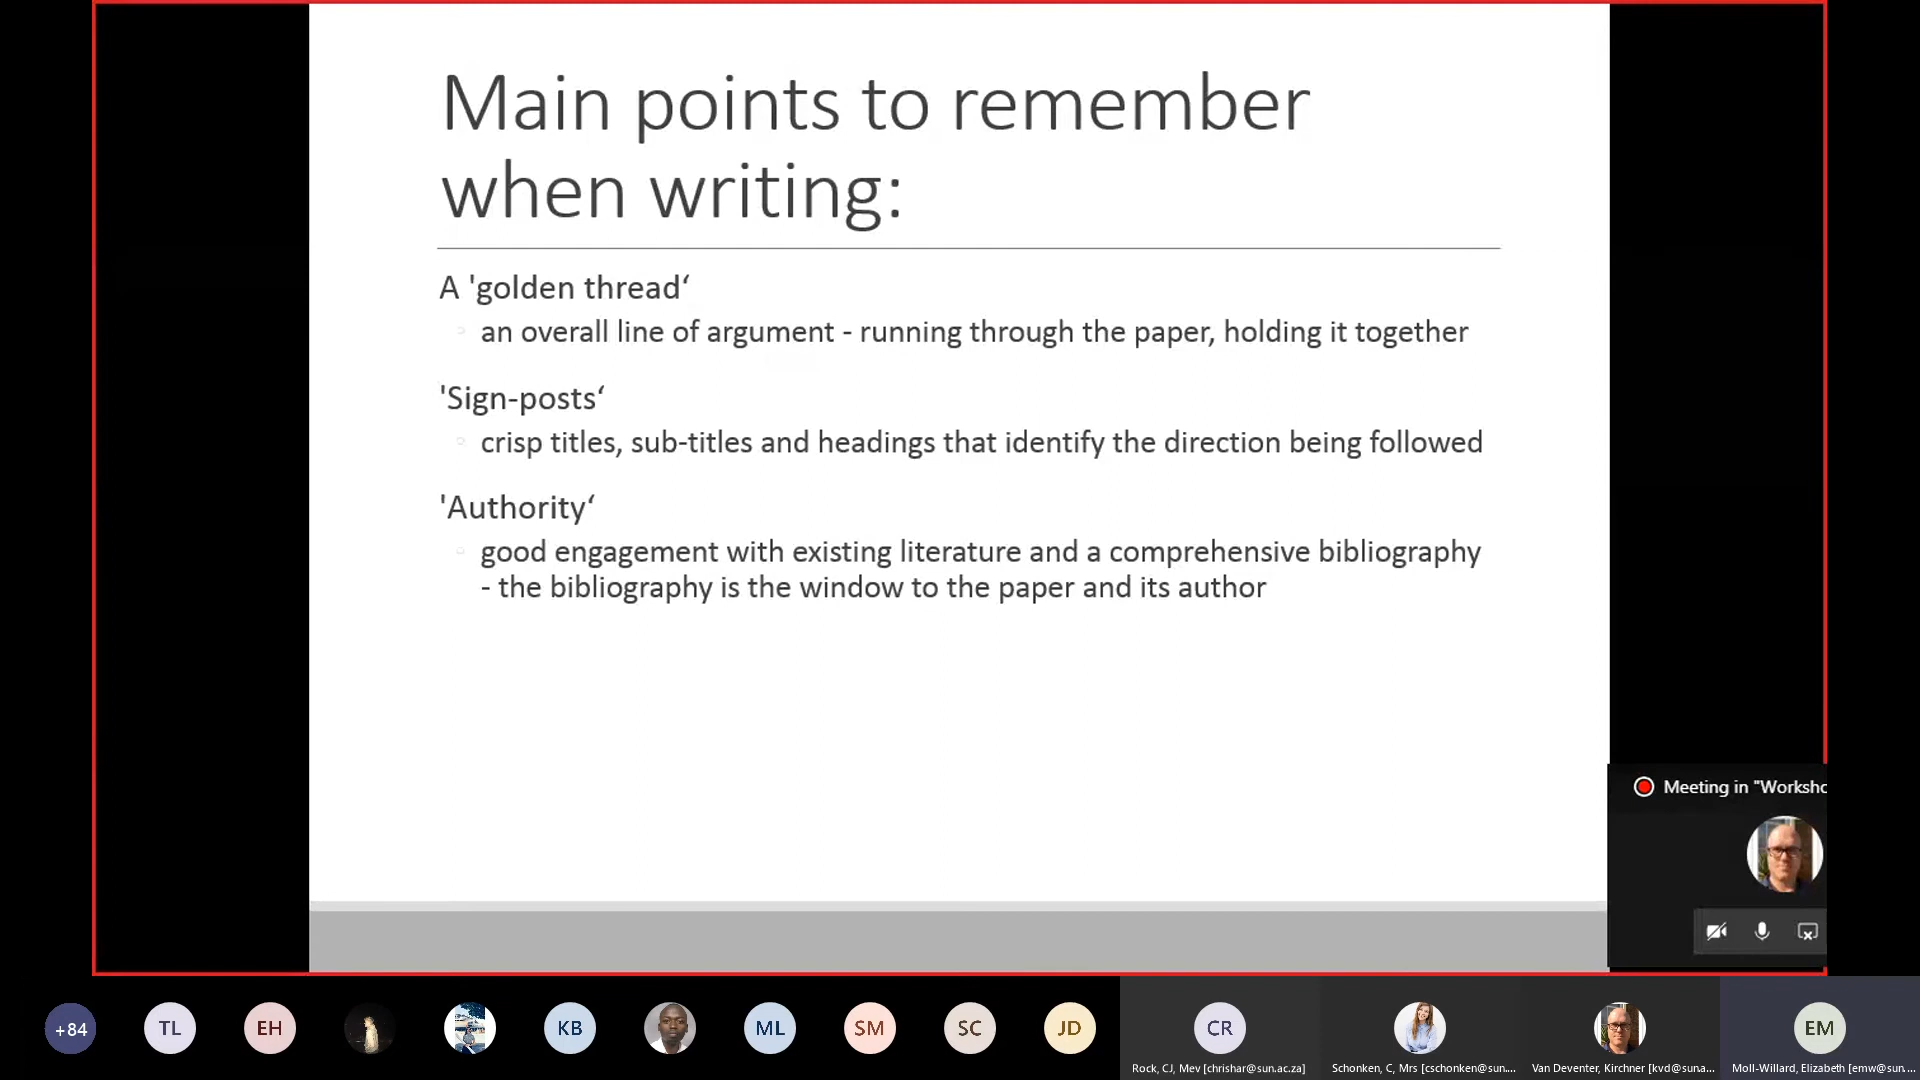 Main points to remember
when writing:
A 'golden thread‘
an overall line of argument - running through the paper, holding it together
'Sign-posts‘
crisp titles, sub-titles and headings that identify the direction being followed
'Authority‘
good engagement with existing literature and a comprehensive bibliography
- the bibliography is the window to the paper and its author
Meeting in "Worksho
+84
TL
EH
KB
ML
SM
SC
JD
CR
EM
Rock, CJ, Mev [chrishar@sun.ac.za]
Schonken, C, Mrs [cschonken@sun....
Van Deventer, Kirchner [kvd@suna...
Moll-Willard, Elizabeth [emw@sun....